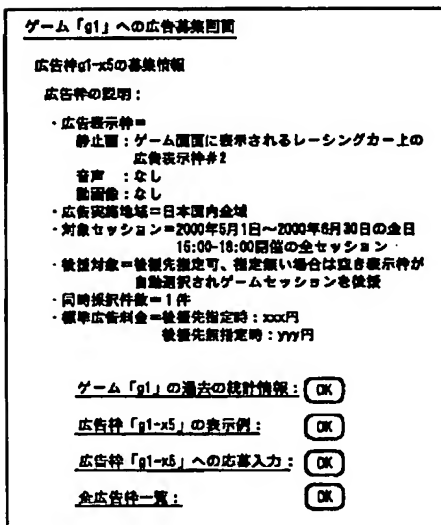 ゲーム「g1」への広告募集画面
広告枠g1-x5の募集情報
広告枠の説明：
・広告表示枠＝
静止画：ゲーム画面に表示されるレーシングカー上の
広告表示枠＃2
音声　：なし
動画像：なし
・広告実施地域＝日本国内全域
・対象セッション＝2000年5月1日～2000年6月30日の全日
15:00-18:00開催の全セッション
・後援対象＝後援先指定可、指定無い場合は空き表示枠が
自動選択されゲームセッションを後援
・同時採択件数＝1件
・標準広告料金＝後援先指定時：xxx円
後援先無指定時：yyy円
ゲーム「g1」の過去の統計情報： OK
広告枠「g1-x5」の表示例： OK
広告枠「g1-x5」への応募入力： OK
全広告枠一覧： OK